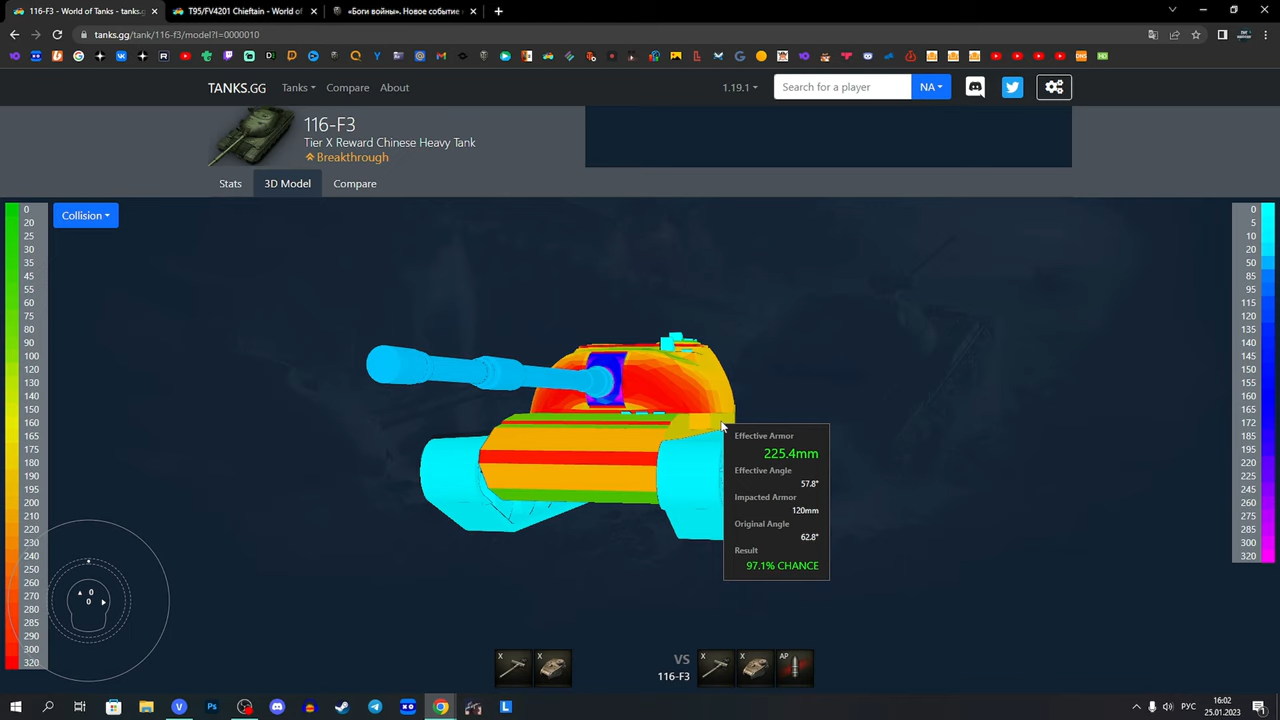 116-F3 - World of Tanks - tanks.g
T95/FV4201 Chieftain - World of
«Боги войны». Новое событие
tanks.gg/tank/116-f3/model?l=0000010
TANKS.GG
Tanks
Compare
About
1.19.1
Search for a player
NA
116-F3
Tier X Reward Chinese Heavy Tank
Breakthrough
Stats
3D Model
Compare
Collision
0
20
25
30
35
45
55
60
75
80
90
100
120
130
140
150
160
170
180
190
195
200
210
220
230
240
250
260
270
280
285
290
300
320
0
5
10
20
50
85
95
115
120
135
140
145
150
155
160
163
172
185
220
225
245
275
285
300
320
Effective Armor
225.4mm
Effective Angle
57.8°
Impacted Armor
120mm
Original Angle
62.8°
Result
97.1% CHANCE
0
0
X
X
VS
116-F3
X
X
AP
16:02
РУС
25.01.2023